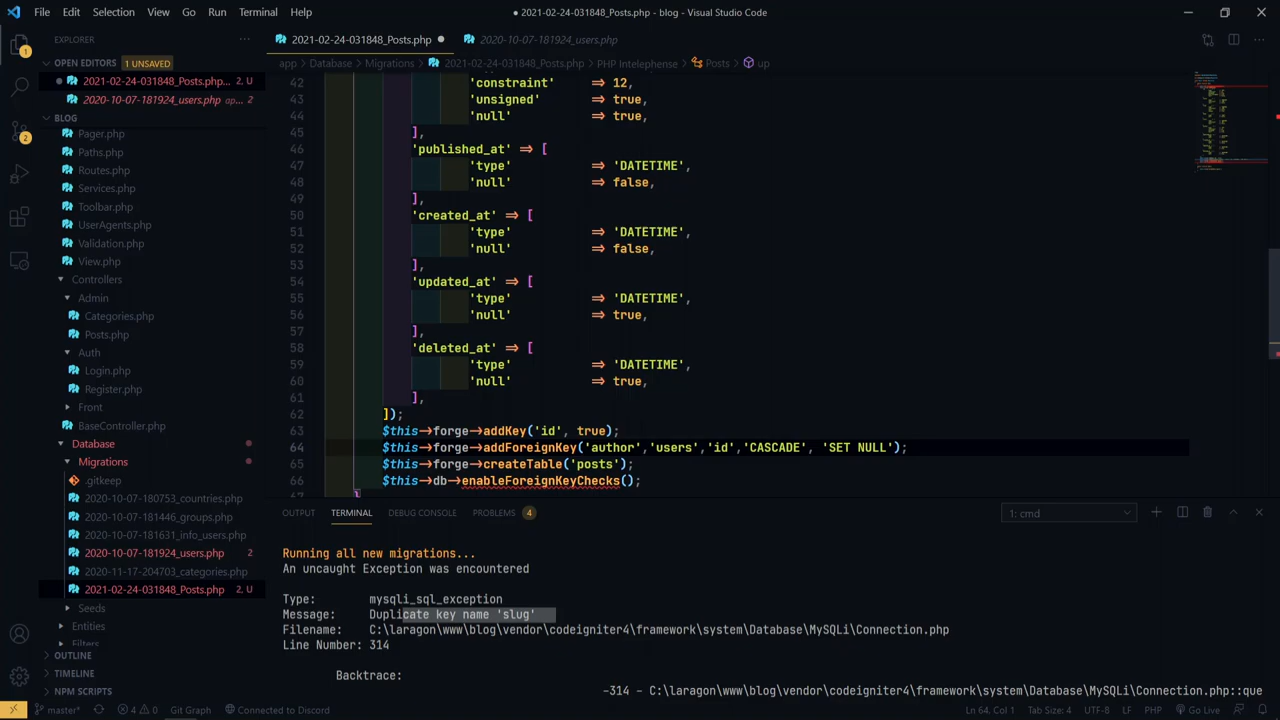 File Edit Selection View Go Run Terminal Help
● 2021-02-24-031848_Posts.php - blog - Visual Studio Code
EXPLORER
OPEN EDITORS 1 UNSAVED
2021-02-24-031848_Posts.php... 2, U
2020-10-07-181924_users.php ap... 2
BLOG
Pager.php
Paths.php
Routes.php
Services.php
Toolbar.php
UserAgents.php
Validation.php
View.php
Controllers
Admin
Categories.php
Posts.php
Auth
Login.php
Register.php
Front
BaseController.php
Database
Migrations
.gitkeep
2020-10-07-180753_countries.php
2020-10-07-181446_groups.php
2020-10-07-181631_info_users.php
2020-10-07-181924_users.php 2
2020-11-17-204703_categories.php
2021-02-24-031848_Posts.php 2, U
Seeds
Entities
Filters
OUTLINE
TIMELINE
NPM SCRIPTS
2021-02-24-031848_Posts.php ●
2020-10-07-181924_users.php
app > Database > Migrations > 2021-02-24-031848_Posts.php > PHP Intelephense > Posts > up
42 'constraint' => 12,
43 'unsigned' => true,
44 'null' => true,
45 ],
46 'published_at' => [
47 'type' => 'DATETIME',
48 'null' => false,
49 ],
50 'created_at' => [
51 'type' => 'DATETIME',
52 'null' => false,
53 ],
54 'updated_at' => [
55 'type' => 'DATETIME',
56 'null' => true,
57 ],
58 'deleted_at' => [
59 'type' => 'DATETIME',
60 'null' => true,
61 ],
62 ]);
63 $this->forge->addKey('id', true);
64 $this->forge->addForeignKey('author','users','id','CASCADE', 'SET NULL');
65 $this->forge->createTable('posts');
66 $this->db->enableForeignKeyChecks();
67 }
OUTPUT TERMINAL DEBUG CONSOLE PROBLEMS 4
1: cmd
Running all new migrations...
An uncaught Exception was encountered
Type: mysqli_sql_exception
Message: Duplicate key name 'slug'
Filename: C:\laragon\www\blog\vendor\codeigniter4\framework\system\Database\MySQLi\Connection.php
Line Number: 314
Backtrace:
-314 - C:\laragon\www\blog\vendor\codeigniter4\framework\system\Database\MySQLi\Connection.php::que
master* 4 0 Git Graph Connected to Discord
Ln 64, Col 1 Tab Size: 4 UTF-8 LF PHP Go Live